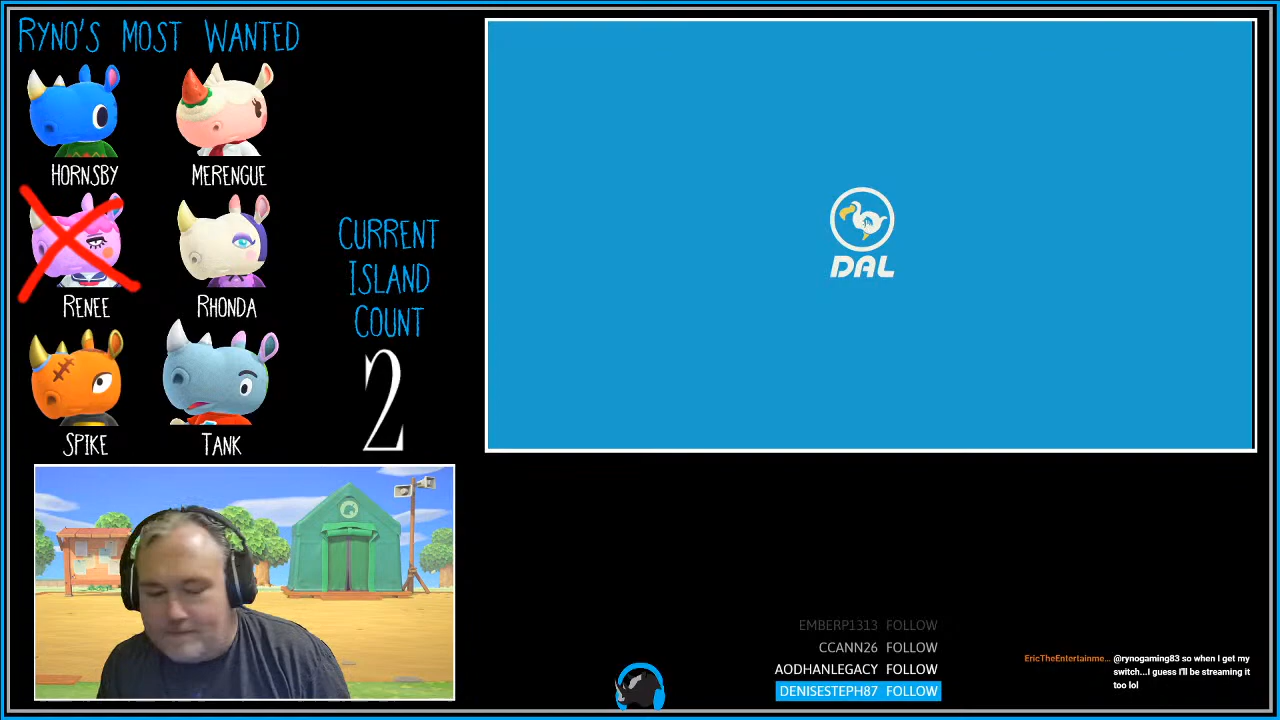 RYNO'S MOST WANTED
HORNSBY
MERENGUE
RENEE
RHONDA
SPIKE
TANK
CURRENT
ISLAND
COUNT
2
DAL
EMBERP1313 FOLLOW
CCANN26 FOLLOW
AODHANLEGACY FOLLOW
DENISESTEPH87 FOLLOW
EricTheEntertainme... @rynogaming83 so when I get my
switch...I guess I'll be streaming it
too lol